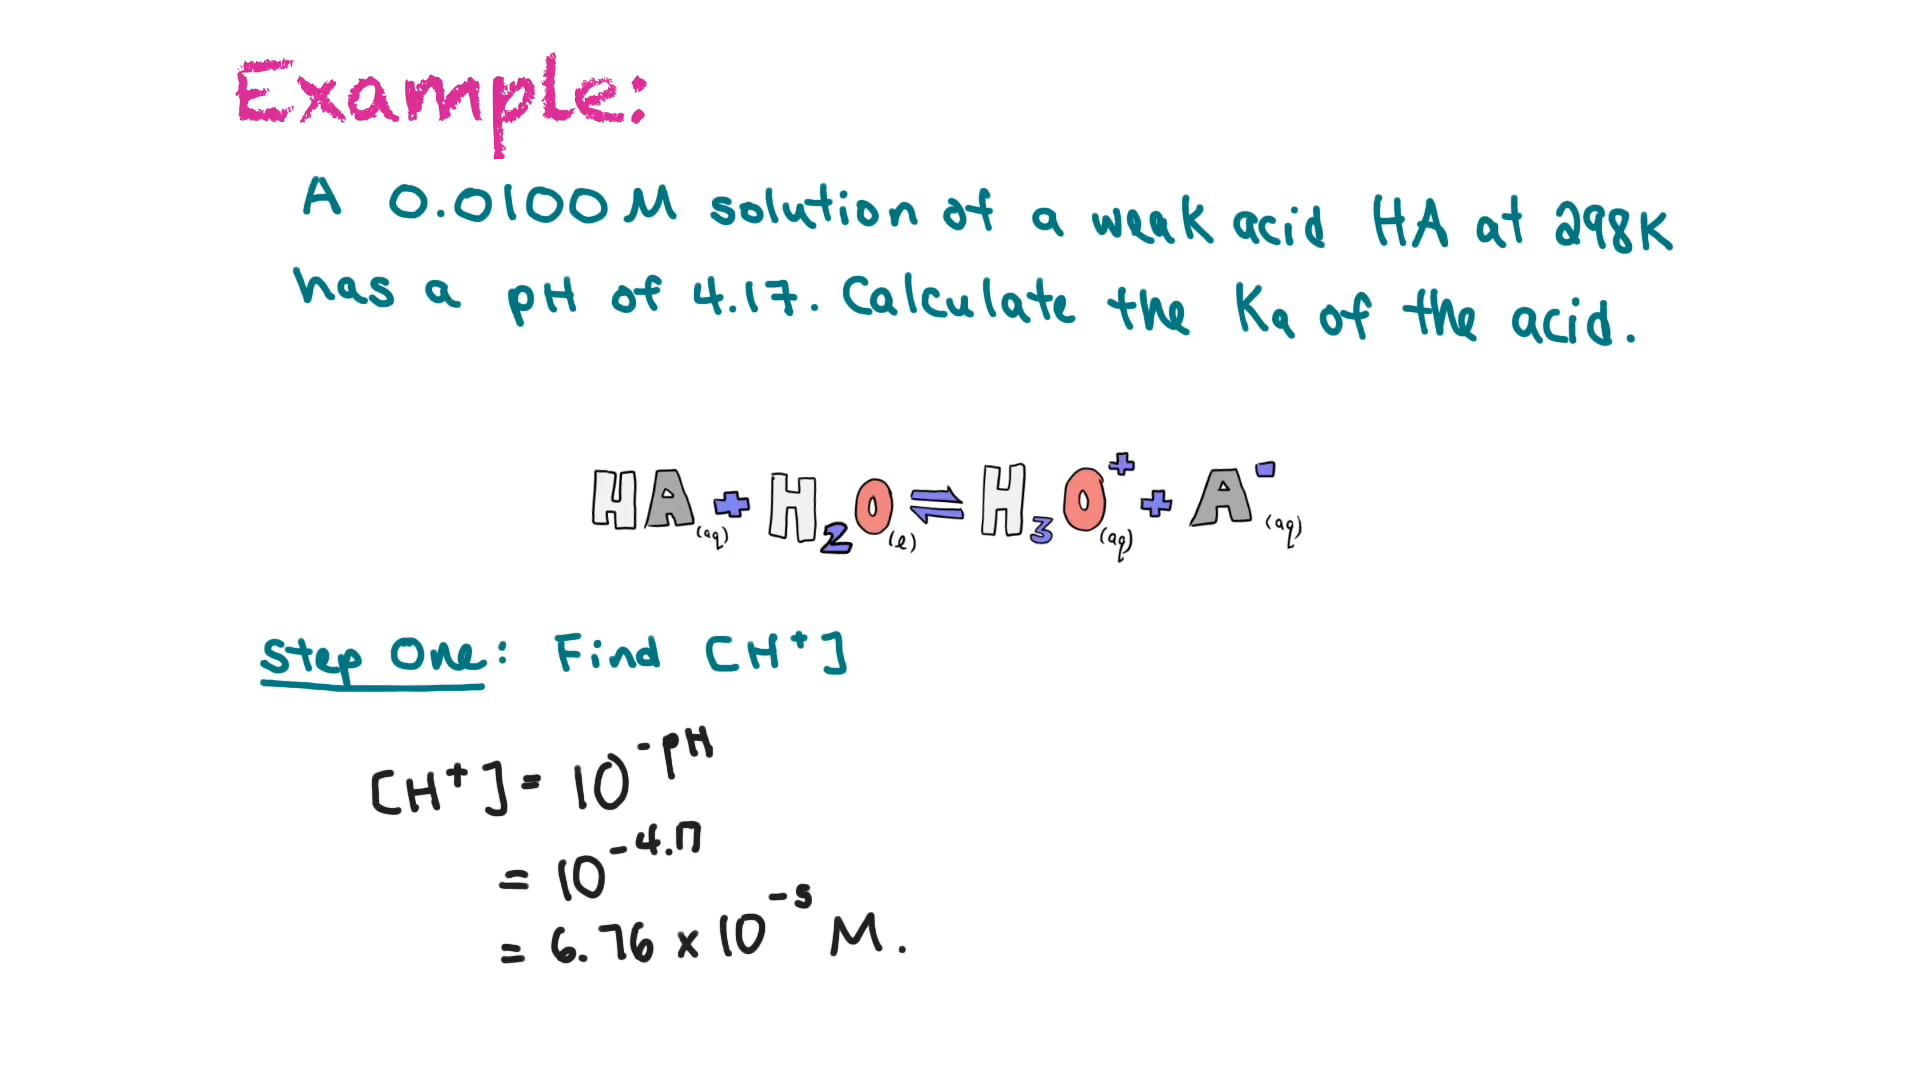 Example:
A 0.0100 M solution of a weak acid HA at 298K
has a pH of 4.17. Calculate the Ka of the acid.
HA(aq) + H₂O(l) ⇌ H₃O⁺(aq) + A⁻(aq)
Step One: Find [H⁺]
[H⁺] = 10^-pH
= 10^-4.17
= 6.76 x 10^-5 M.